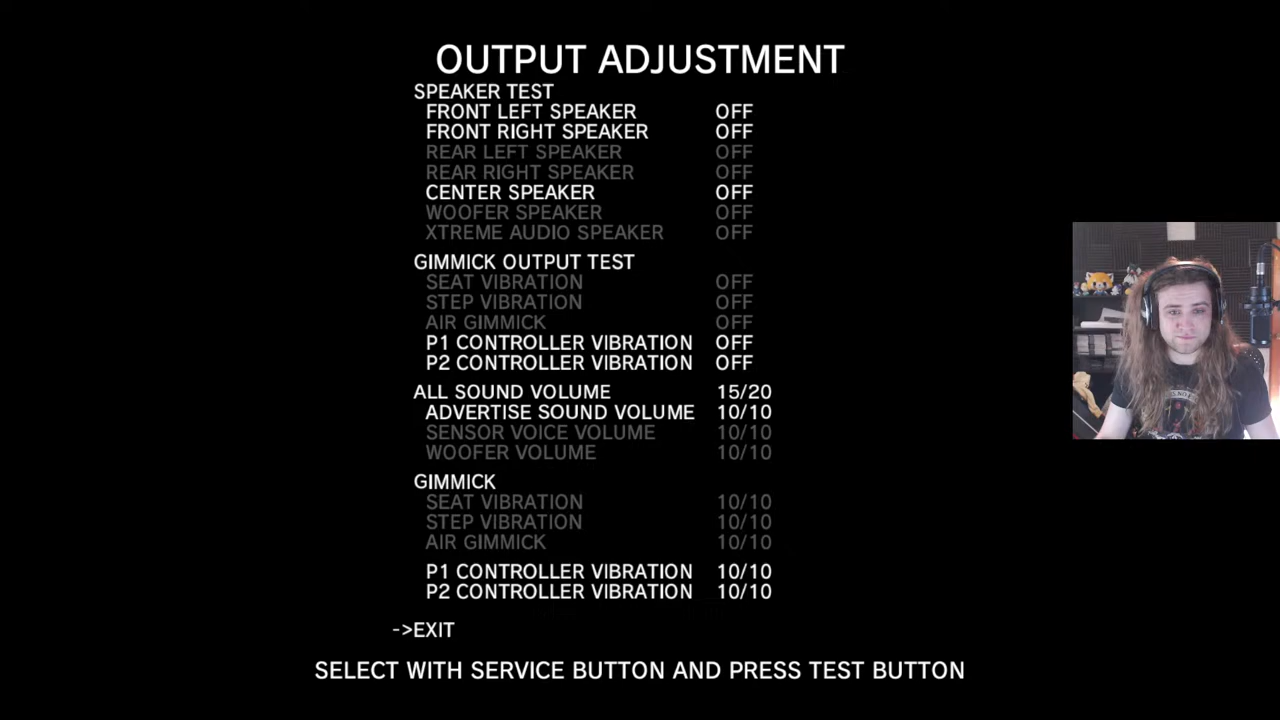 OUTPUT ADJUSTMENT
SPEAKER TEST
FRONT LEFT SPEAKER OFF
FRONT RIGHT SPEAKER OFF
REAR LEFT SPEAKER OFF
REAR RIGHT SPEAKER OFF
CENTER SPEAKER OFF
WOOFER SPEAKER OFF
XTREME AUDIO SPEAKER OFF
GIMMICK OUTPUT TEST
SEAT VIBRATION OFF
STEP VIBRATION OFF
AIR GIMMICK OFF
P1 CONTROLLER VIBRATION OFF
P2 CONTROLLER VIBRATION OFF
ALL SOUND VOLUME 15/20
ADVERTISE SOUND VOLUME 10/10
SENSOR VOICE VOLUME 10/10
WOOFER VOLUME 10/10
GIMMICK
SEAT VIBRATION 10/10
STEP VIBRATION 10/10
AIR GIMMICK 10/10
P1 CONTROLLER VIBRATION 10/10
P2 CONTROLLER VIBRATION 10/10
->EXIT
SELECT WITH SERVICE BUTTON AND PRESS TEST BUTTON